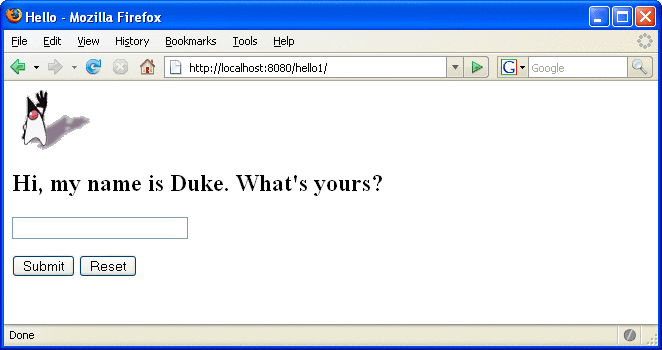 Hello - Mozilla Firefox
File Edit View History Bookmarks Tools Help
http://localhost:8080/hello1/ G Google
Hi, my name is Duke. What's yours?
Submit Reset
Done